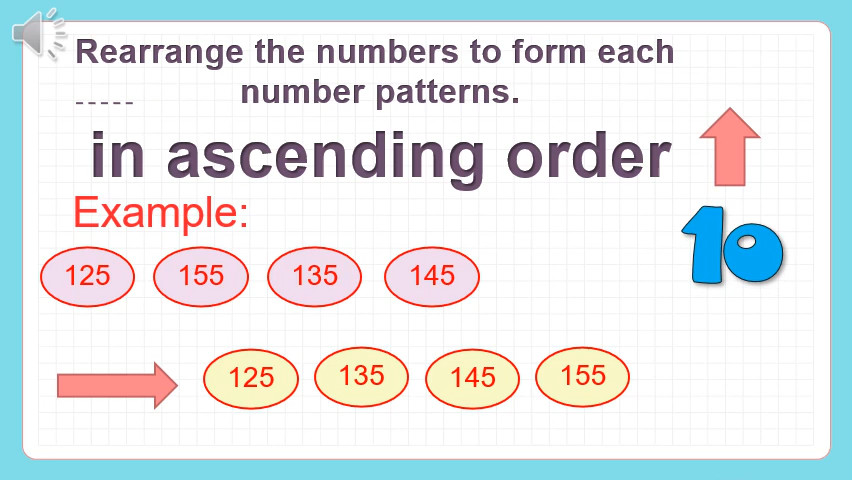 Rearrange the numbers to form each
_____ number patterns.
in ascending order
Example:
10
125 155 135 145
125 135 145 155